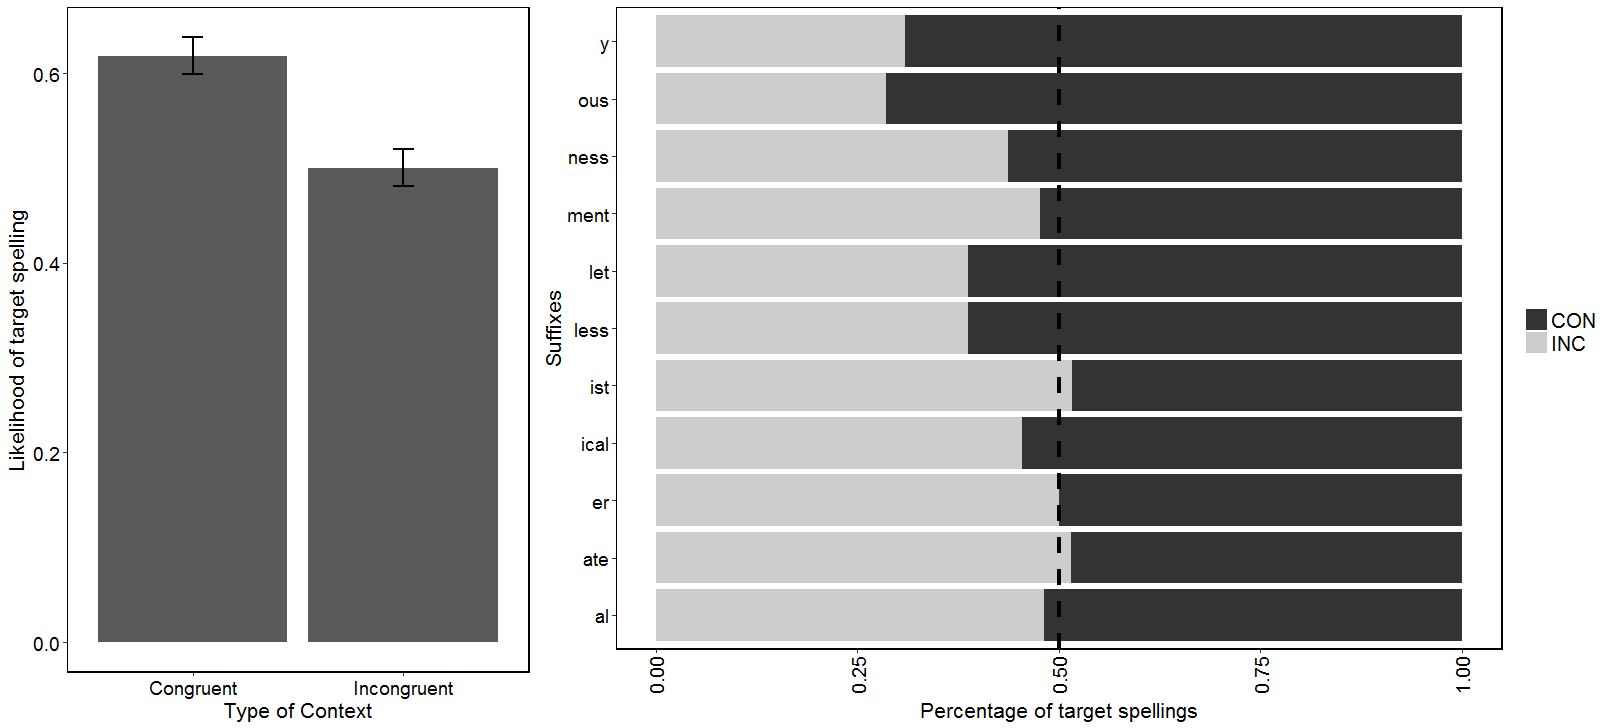 Likelihood of target spelling
0.6
0.4
0.2
0.0
Congruent
Incongruent
Type of Context
Suffixes
y
ous
ness
ment
let
less
ist
ical
er
ate
al
0.00
0.25
0.50
0.75
1.00
Percentage of target spellings
CON
INC